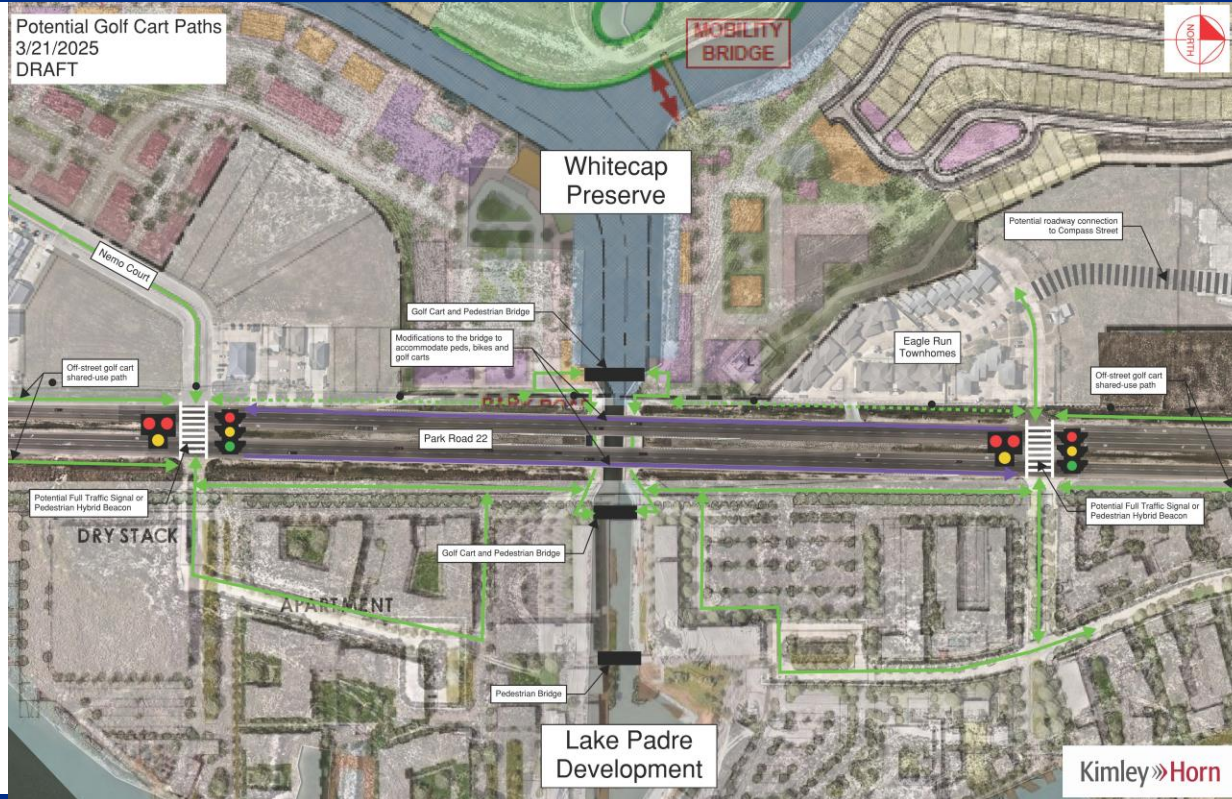 Potential Golf Cart Paths
3/21/2025
DRAFT
MOBILITY
BRIDGE
NORTH
Whitecap
Preserve
Potential roadway connection
to Compass Street
Nemo Court
Golf Cart and Pedestrian Bridge
Modifications to the bridge to
accommodate peds, bikes and
golf carts
Eagle Run
Townhomes
Off-street golf cart
shared-use path
Off-street golf cart
shared-use path
Park Road 22
Potential Full Traffic Signal or
Pedestrian Hybrid Beacon
Potential Full Traffic Signal or
Pedestrian Hybrid Beacon
DRY STACK
Golf Cart and Pedestrian Bridge
APARTMENT
Pedestrian Bridge
Lake Padre
Development
Kimley»Horn